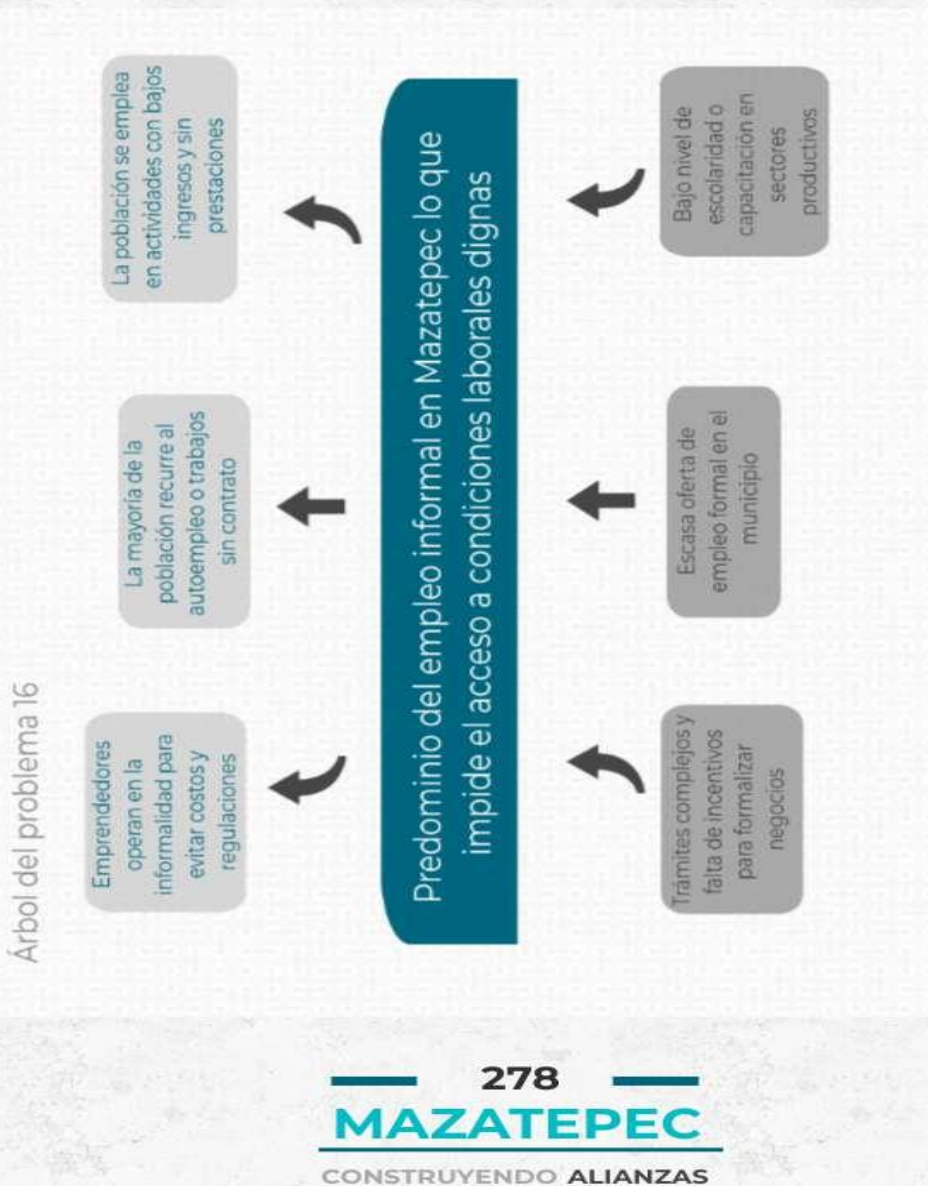 Árbol del problema 16
Emprendedores
operan en la
informalidad para
evitar costos y
regulaciones
La mayoría de la
población recurre al
autoempleo o trabajos
sin contrato
La población se emplea
en actividades con bajos
ingresos y sin
prestaciones
Predominio del empleo informal en Mazatepec lo que
impide el acceso a condiciones laborales dignas
Trámites complejos y
falta de incentivos
para formalizar
negocios
Escasa oferta de
empleo formal en el
municipio
Bajo nivel de
escolaridad o
capacitación en
sectores
productivos
278
MAZATEPEC
CONSTRUYENDO ALIANZAS